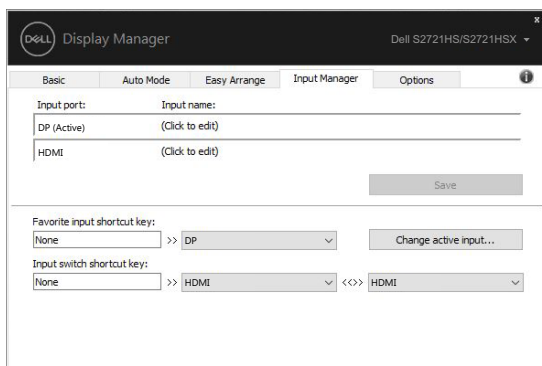 DELL Display Manager Dell S2721HS/S2721HSX
x
Basic Auto Mode Easy Arrange Input Manager Options i
Input port: Input name:
DP (Active) (Click to edit)
HDMI (Click to edit)
Save
Favorite input shortcut key:
None >> DP Change active input...
Input switch shortcut key:
None >> HDMI <<>> HDMI